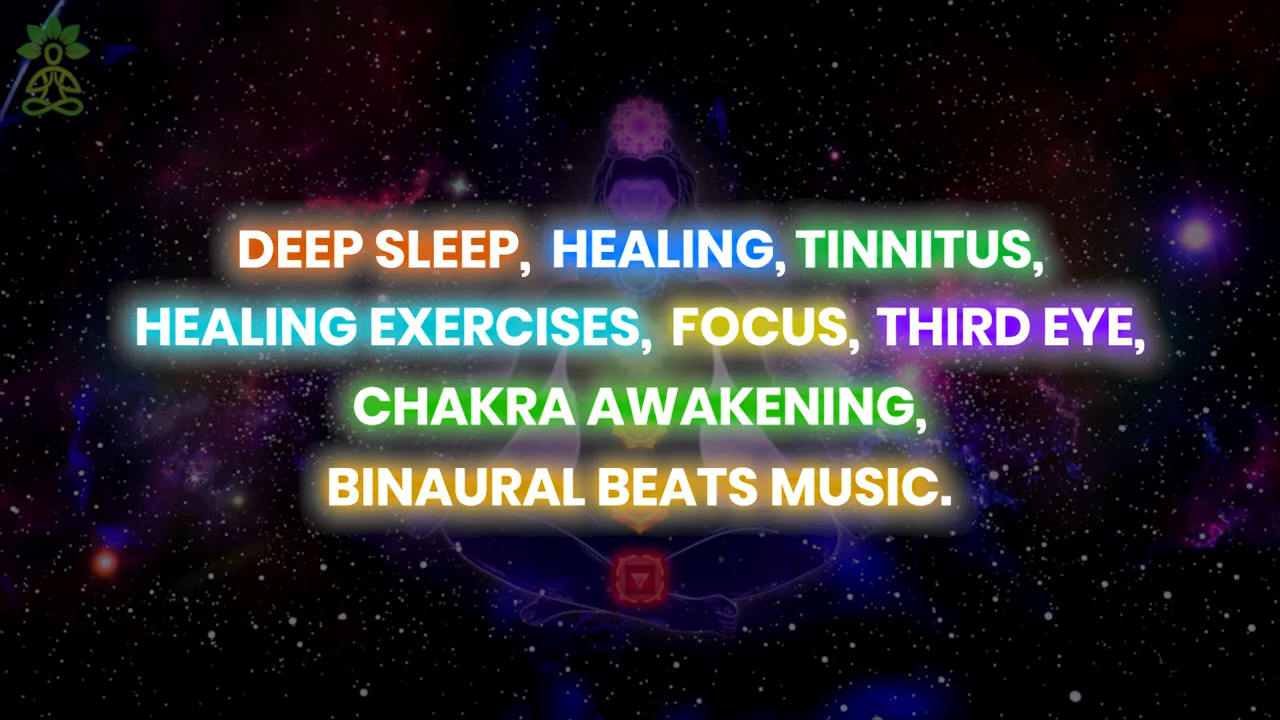 DEEP SLEEP, HEALING, TINNITUS,
HEALING EXERCISES, FOCUS, THIRD EYE,
CHAKRA AWAKENING,
BINAURAL BEATS MUSIC.